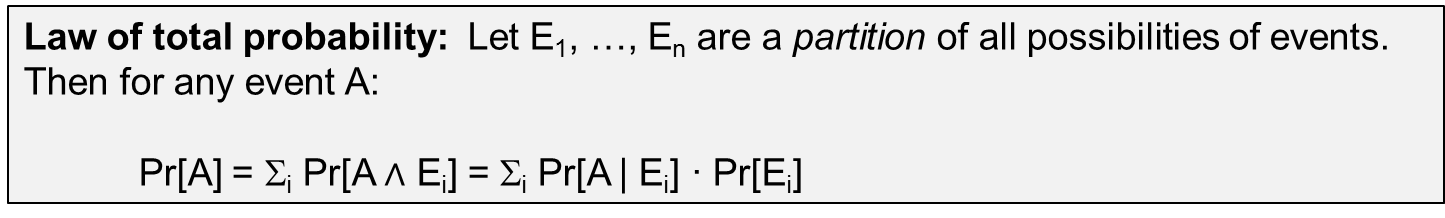 Law of total probability: Let E₁, …, Eₙ are a partition of all possibilities of events.
Then for any event A:
Pr[A] = Σᵢ Pr[A ∧ Eᵢ] = Σᵢ Pr[A | Eᵢ] · Pr[Eᵢ]